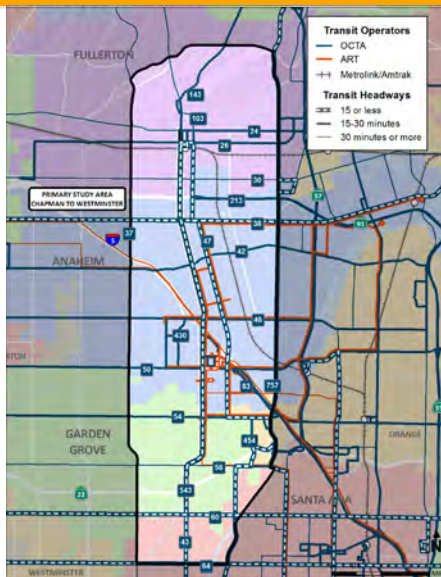 Transit Operators
OCTA
ART
Metrolink/Amtrak
Transit Headways
15 or less
15-30 minutes
30 minutes or more
FULLERTON
143
103
24
26
30
213
57
PRIMARY STUDY AREA
CHAPMAN TO WESTMINSTER
37
5
38
91
47
42
ANAHEIM
46
430
50
83
757
54
GARDEN
GROVE
ORANGE
454
56
22
543
SANTA ANA
60
43
64
WESTMINSTER